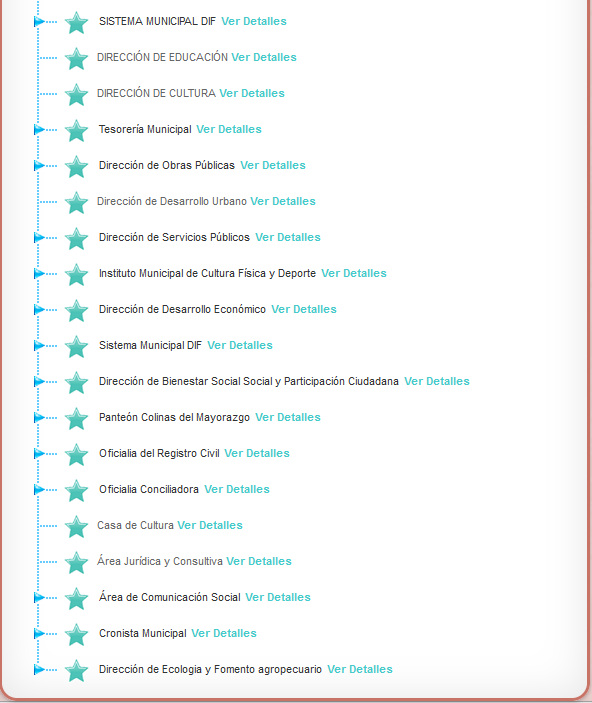 SISTEMA MUNICIPAL DIF Ver Detalles
DIRECCIÓN DE EDUCACIÓN Ver Detalles
DIRECCIÓN DE CULTURA Ver Detalles
Tesorería Municipal Ver Detalles
Dirección de Obras Públicas Ver Detalles
Dirección de Desarrollo Urbano Ver Detalles
Dirección de Servicios Públicos Ver Detalles
Instituto Municipal de Cultura Física y Deporte Ver Detalles
Dirección de Desarrollo Económico Ver Detalles
Sistema Municipal DIF Ver Detalles
Dirección de Bienestar Social Social y Participación Ciudadana Ver Detalles
Panteón Colinas del Mayorazgo Ver Detalles
Oficialia del Registro Civil Ver Detalles
Oficialia Conciliadora Ver Detalles
Casa de Cultura Ver Detalles
Área Jurídica y Consultiva Ver Detalles
Área de Comunicación Social Ver Detalles
Cronista Municipal Ver Detalles
Dirección de Ecologia y Fomento agropecuario Ver Detalles